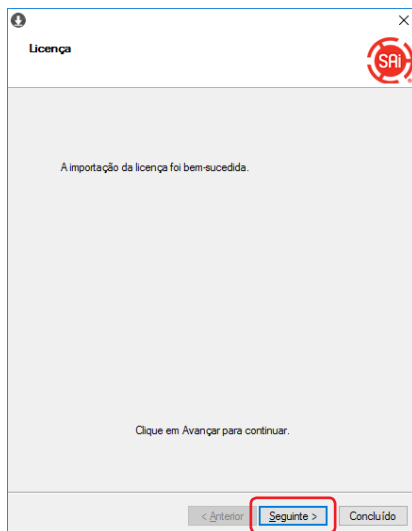 Licença
SAi
A importação da licença foi bem-sucedida.
Clique em Avançar para continuar.
< Anterior
Seguinte >
Concluído